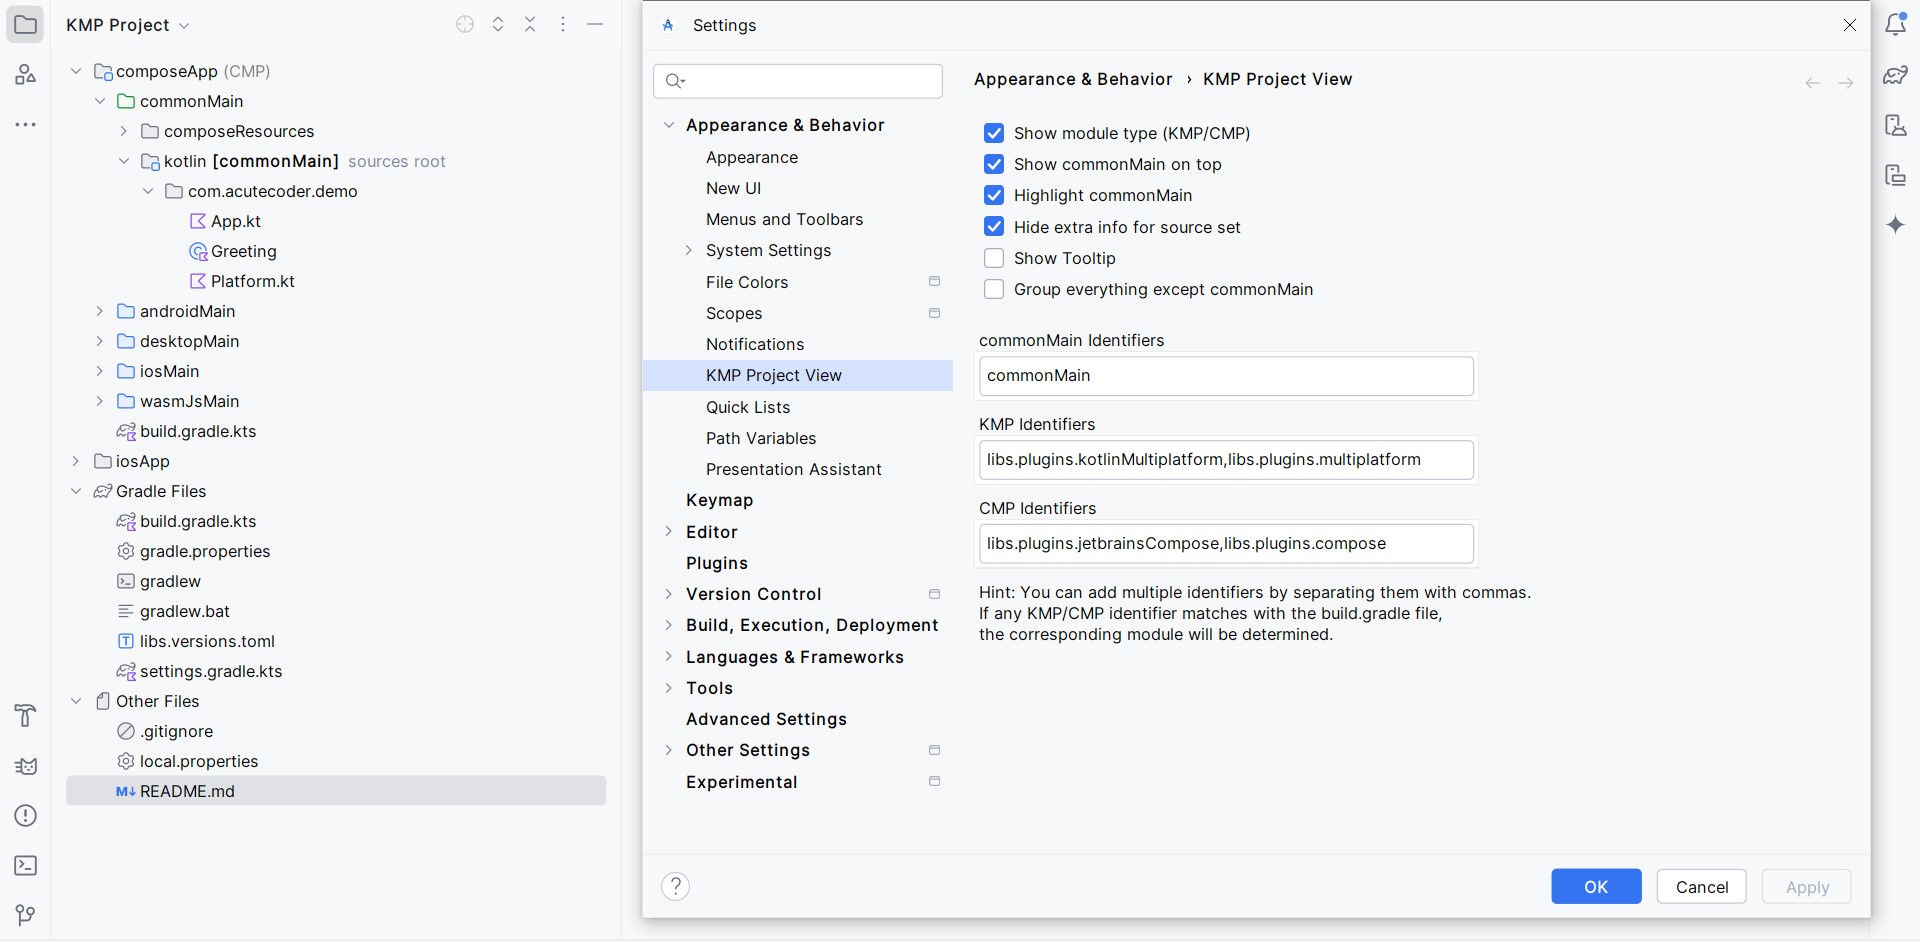 KMP Project
composeApp (CMP)
commonMain
composeResources
kotlin [commonMain] sources root
com.acutecoder.demo
App.kt
Greeting
Platform.kt
androidMain
desktopMain
iosMain
wasmJsMain
build.gradle.kts
iosApp
Gradle Files
build.gradle.kts
gradle.properties
gradlew
gradlew.bat
libs.versions.toml
settings.gradle.kts
Other Files
.gitignore
local.properties
M↓ README.md
Settings
Appearance & Behavior
Appearance
New UI
Menus and Toolbars
System Settings
File Colors
Scopes
Notifications
KMP Project View
Quick Lists
Path Variables
Presentation Assistant
Keymap
Editor
Plugins
Version Control
Build, Execution, Deployment
Languages & Frameworks
Tools
Advanced Settings
Other Settings
Experimental
Appearance & Behavior › KMP Project View
Show module type (KMP/CMP)
Show commonMain on top
Highlight commonMain
Hide extra info for source set
Show Tooltip
Group everything except commonMain
commonMain Identifiers
commonMain
KMP Identifiers
libs.plugins.kotlinMultiplatform,libs.plugins.multiplatform
CMP Identifiers
libs.plugins.jetbrainsCompose,libs.plugins.compose
Hint: You can add multiple identifiers by separating them with commas.
If any KMP/CMP identifier matches with the build.gradle file,
the corresponding module will be determined.
?
OK
Cancel
Apply